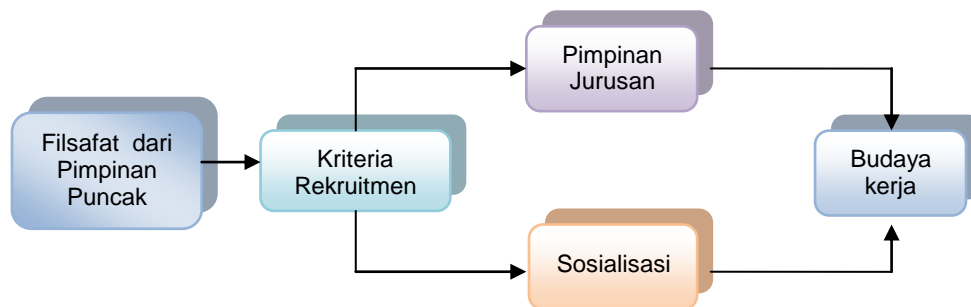 Filsafat dari
Pimpinan
Puncak
Kriteria
Rekruitmen
Pimpinan
Jurusan
Sosialisasi
Budaya
kerja